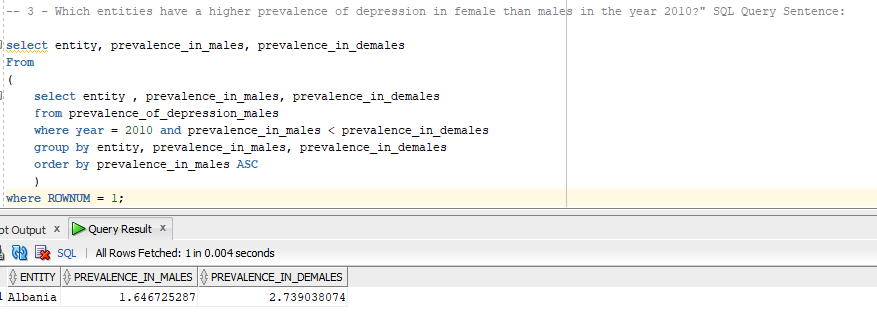 -- 3 - Which entities have a higher prevalence of depression in female than males in the year 2010?" SQL Query Sentence:
select entity, prevalence_in_males, prevalence_in_demales
From
(
select entity , prevalence_in_males, prevalence_in_demales
from prevalence_of_depression_males
where year = 2010 and prevalence_in_males < prevalence_in_demales
group by entity, prevalence_in_males, prevalence_in_demales
order by prevalence_in_males ASC
)
where ROWNUM = 1;
ot Output x Query Result x
SQL | All Rows Fetched: 1 in 0.004 seconds
ENTITY PREVALENCE_IN_MALES PREVALENCE_IN_DEMALES
1 Albania 1.646725287 2.739038074